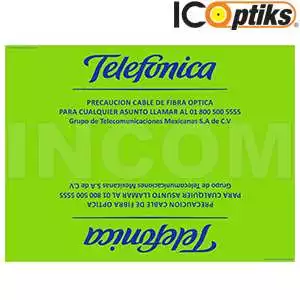 ICOptiks
Telefónica
PRECAUCION CABLE DE FIBRA OPTICA
PARA CUALQUIER ASUNTO LLAMAR AL 01 800 500 5555
Grupo de Telecomunicaciones Mexicanas S.A de C.V
INCOM
Grupo de Telecomunicaciones Mexicanas S.A de C.V
PARA CUALQUIER ASUNTO LLAMAR AL 01 800 500 5555
PRECAUCION CABLE DE FIBRA OPTICA
Telefónica